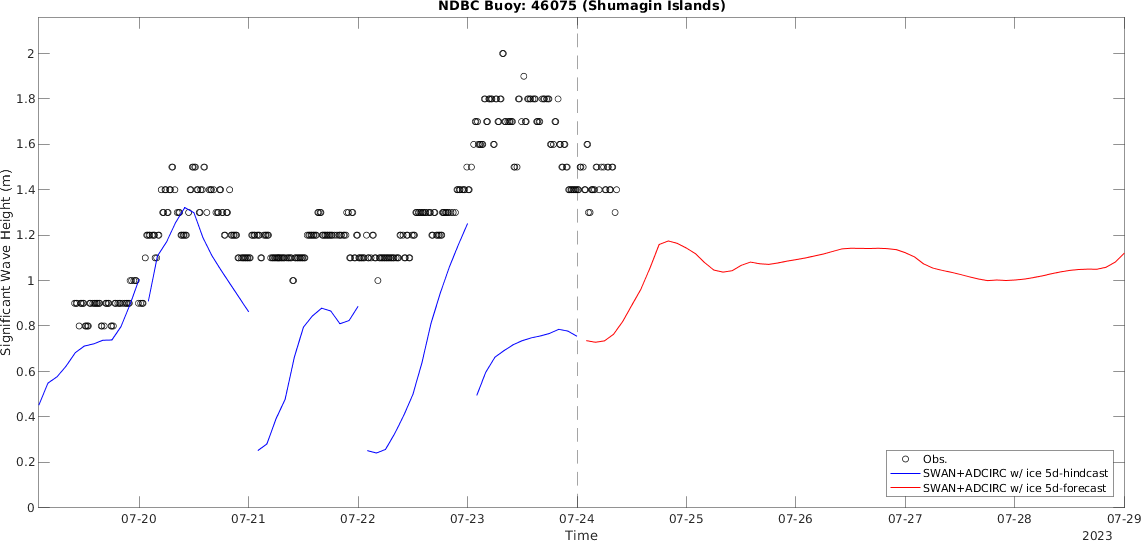 NDBC Buoy: 46075 (Shumagin Islands)
Significant Wave Height (m)
2
1.8
1.6
1.4
1.2
1
0.8
0.6
0.4
0.2
0
Obs.
SWAN+ADCIRC w/ ice 5d-hindcast
SWAN+ADCIRC w/ ice 5d-forecast
07-20 07-21 07-22 07-23 07-24 07-25 07-26 07-27 07-28 07-29
Time
2023